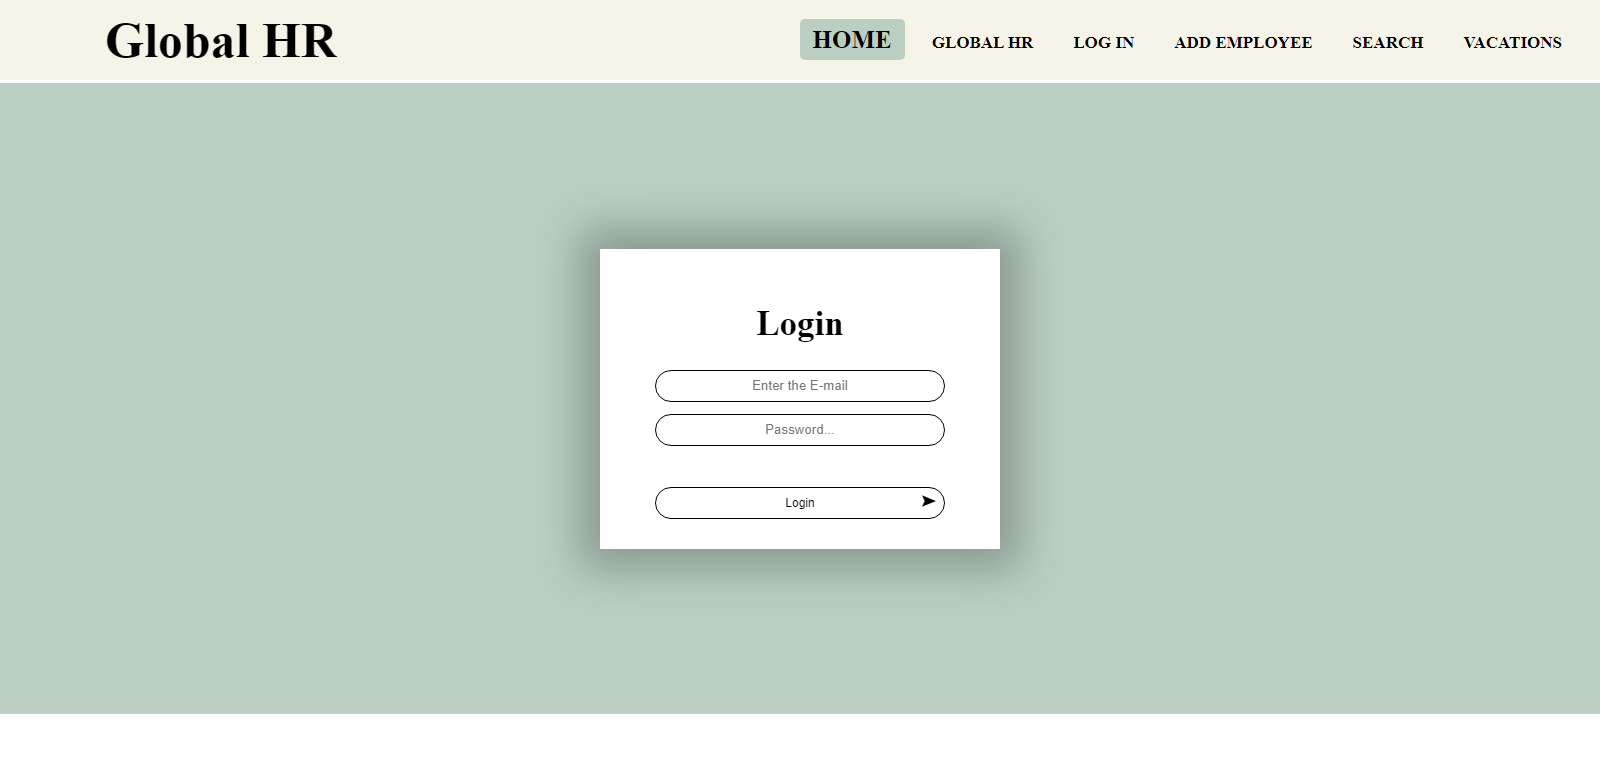 Global HR
HOME GLOBAL HR LOG IN ADD EMPLOYEE SEARCH VACATIONS
Login
Enter the E-mail
Password...
Login